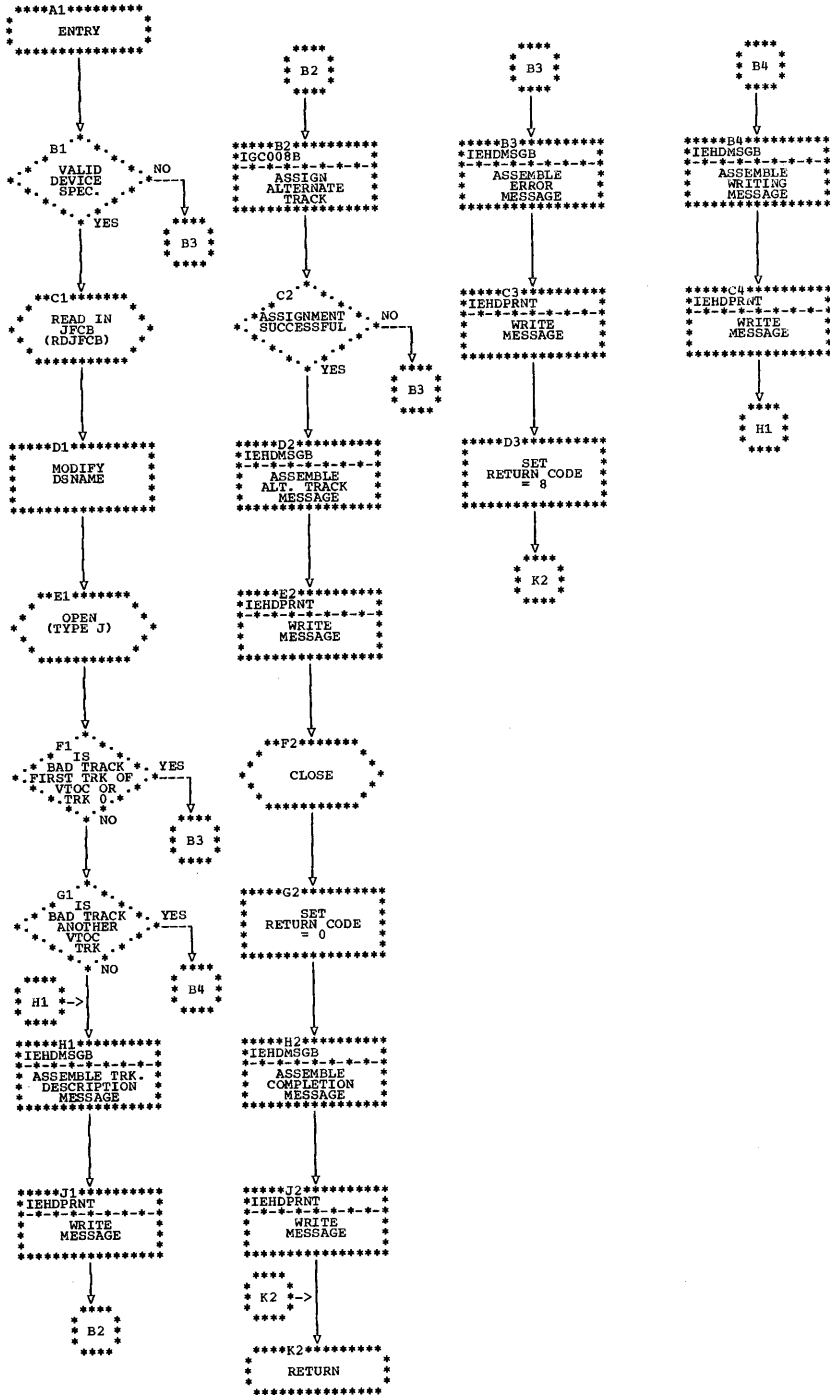 A1
ENTRY
B1
VALID
DEVICE
SPEC.
NO
YES
B3
C1
READ IN
JFCB
(RDJFCB)
D1
MODIFY
DSNAME
E1
OPEN
(TYPE J)
F1
IS
BAD TRACK
FIRST TRK OF
VTOC OR
TRK 0.
YES
NO
B3
G1
IS
BAD TRACK
ANOTHER
VTOC
TRK
YES
NO
B4
H1
H1
IEHDMSGB
ASSEMBLE TRK.
DESCRIPTION
MESSAGE
J1
IEHDPRNT
WRITE
MESSAGE
B2
B2
B2
IGC008B
ASSIGN
ALTERNATE
TRACK
C2
ASSIGNMENT
SUCCESSFUL
NO
YES
B3
D2
IEHDMSGB
ASSEMBLE
ALT. TRACK
MESSAGE
E2
IEHDPRNT
WRITE
MESSAGE
F2
CLOSE
G2
SET
RETURN CODE
= 0
H2
IEHDMSGB
ASSEMBLE
COMPLETION
MESSAGE
J2
IEHDPRNT
WRITE
MESSAGE
K2
K2
RETURN
B3
B3
IEHDMSGB
ASSEMBLE
ERROR
MESSAGE
C3
IEHDPRNT
WRITE
MESSAGE
D3
SET
RETURN CODE
= 8
K2
B4
B4
IEHDMSGB
ASSEMBLE
WRITING
MESSAGE
C4
IEHDPRNT
WRITE
MESSAGE
H1